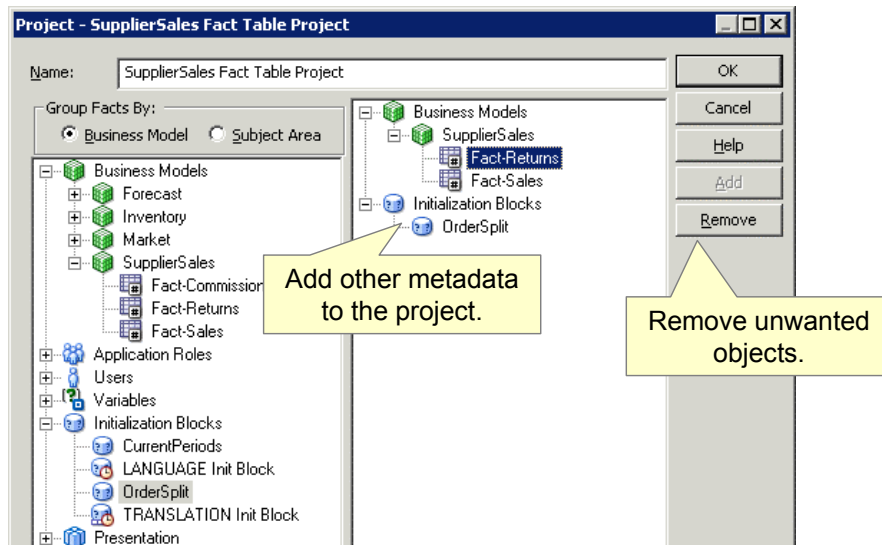 Project - SupplierSales Fact Table Project
Name: SupplierSales Fact Table Project
OK
Cancel
Help
Add
Remove
Group Facts By:
Business Model Subject Area
Business Models
Forecast
Inventory
Market
SupplierSales
Fact-Commission
Fact-Returns
Fact-Sales
Application Roles
Users
Variables
Initialization Blocks
CurrentPeriods
LANGUAGE Init Block
OrderSplit
TRANSLATION Init Block
Presentation
Business Models
SupplierSales
Fact-Returns
Fact-Sales
Initialization Blocks
OrderSplit
Add other metadata
to the project.
Remove unwanted
objects.